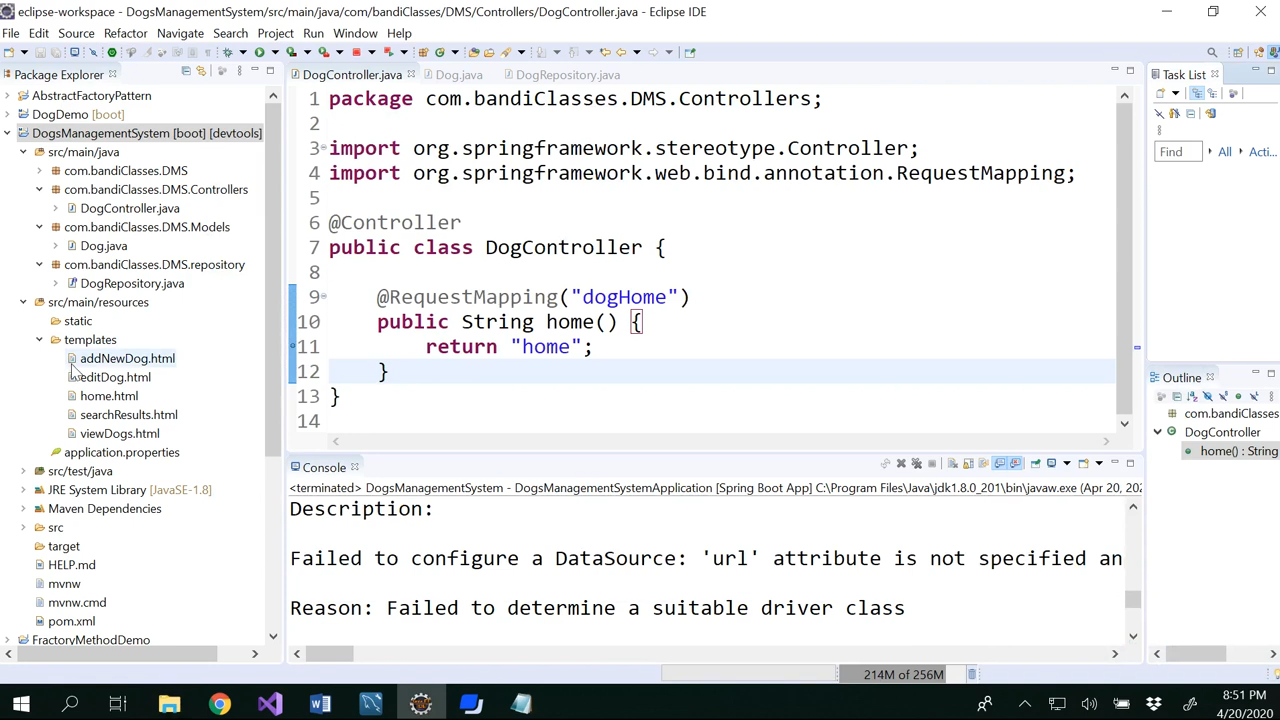 eclipse-workspace - DogsManagementSystem/src/main/java/com/bandiClasses/DMS/Controllers/DogController.java - Eclipse IDE
File Edit Source Refactor Navigate Search Project Run Window Help
Package Explorer
AbstractFactoryPattern
DogDemo [boot]
DogsManagementSystem [boot] [devtools]
src/main/java
com.bandiClasses.DMS
com.bandiClasses.DMS.Controllers
DogController.java
com.bandiClasses.DMS.Models
Dog.java
com.bandiClasses.DMS.repository
DogRepository.java
src/main/resources
static
templates
addNewDog.html
editDog.html
home.html
searchResults.html
viewDogs.html
application.properties
src/test/java
JRE System Library [JavaSE-1.8]
Maven Dependencies
src
target
HELP.md
mvnw
mvnw.cmd
pom.xml
FractoryMethodDemo
DogController.java Dog.java DogRepository.java
1 package com.bandiClasses.DMS.Controllers;
2
3 import org.springframework.stereotype.Controller;
4 import org.springframework.web.bind.annotation.RequestMapping;
5
6 @Controller
7 public class DogController {
8
9 @RequestMapping("dogHome")
10 public String home() {
11 return "home";
12 }
13 }
14
Console
<terminated> DogsManagementSystem - DogsManagementSystemApplication [Spring Boot App] C:\Program Files\Java\jdk1.8.0_201\bin\javaw.exe (Apr 20, 202
Description:
Failed to configure a DataSource: 'url' attribute is not specified an
Reason: Failed to determine a suitable driver class
Task List
Find All Acti...
Outline
com.bandiClasses
DogController
home() : String
214M of 256M
8:51 PM
4/20/2020